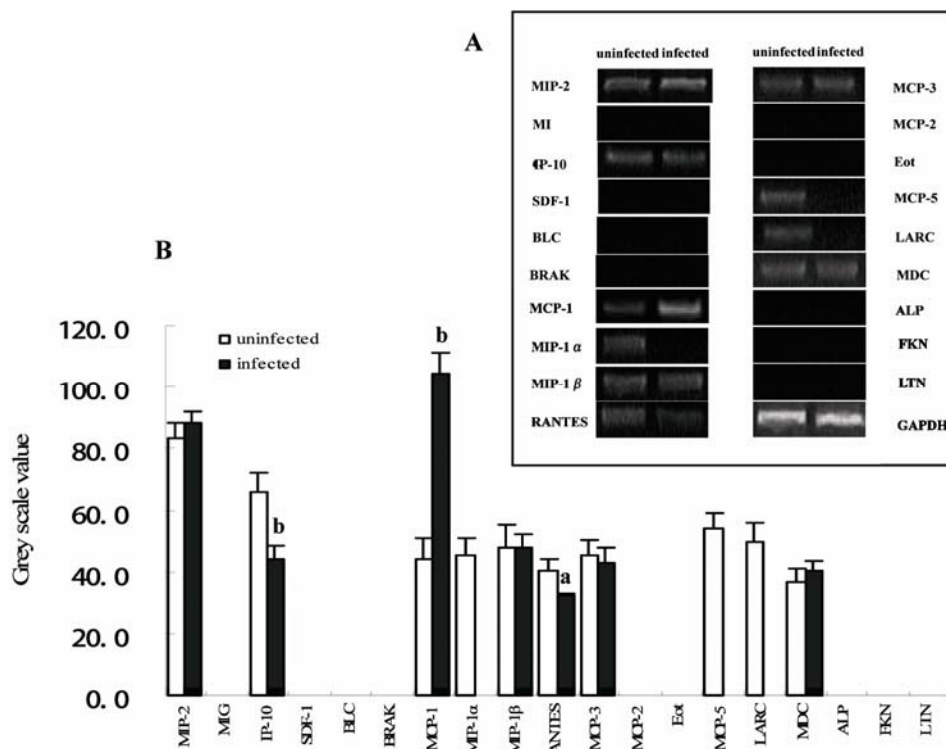 A
uninfected infected
uninfected infected
MIP-2
MI
IP-10
SDF-1
BLC
BRAK
MCP-1
MIP-1 α
MIP-1 β
RANTES
MCP-3
MCP-2
Eot
MCP-5
LARC
MDC
ALP
FKN
LTN
GAPDH
B
Grey scale value
120. 0
100. 0
80. 0
60. 0
40. 0
20. 0
0. 0
uninfected
infected
b
b
a
MIP-2
MIG
IP-10
SDF-1
BLC
BRAK
MCP-1
MIP-1α
MIP-1β
ANTES
MCP-3
MCP-2
Eot
MCP-5
LARC
MDC
ALP
FKN
LTN